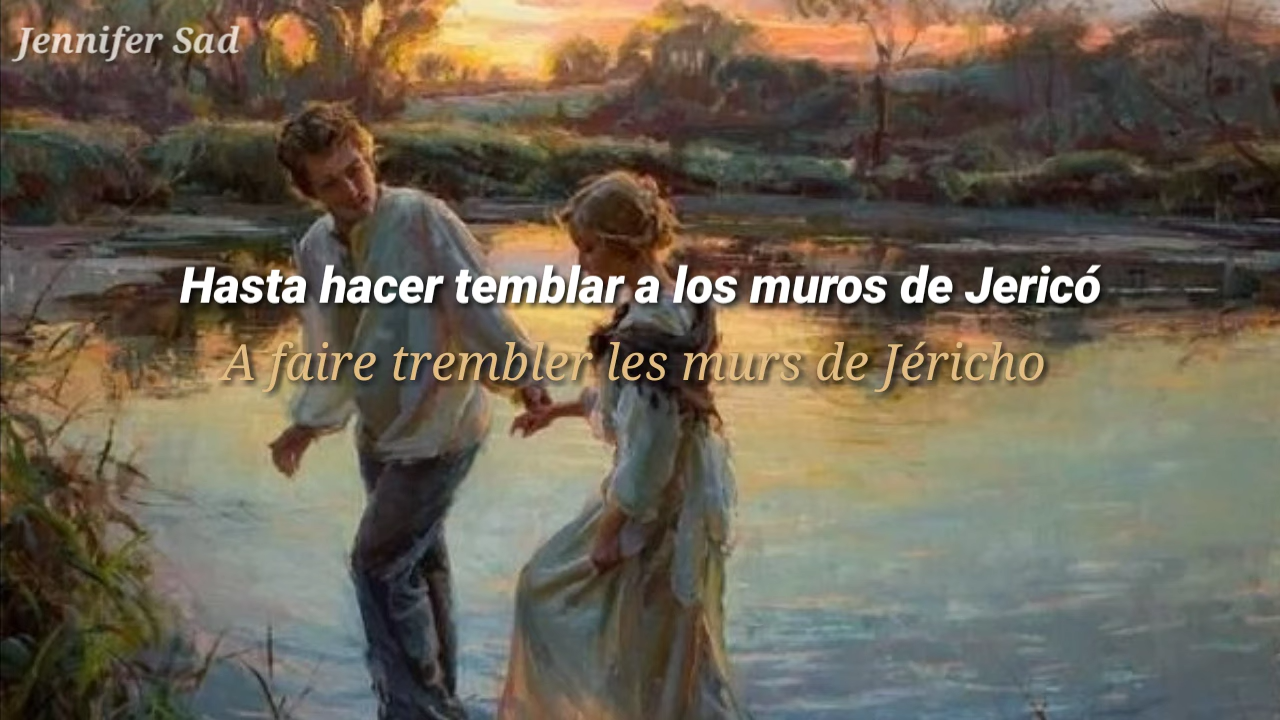 Jennifer Sad
Hasta hacer temblar a los muros de Jericó
A faire trembler les murs de Jéricho